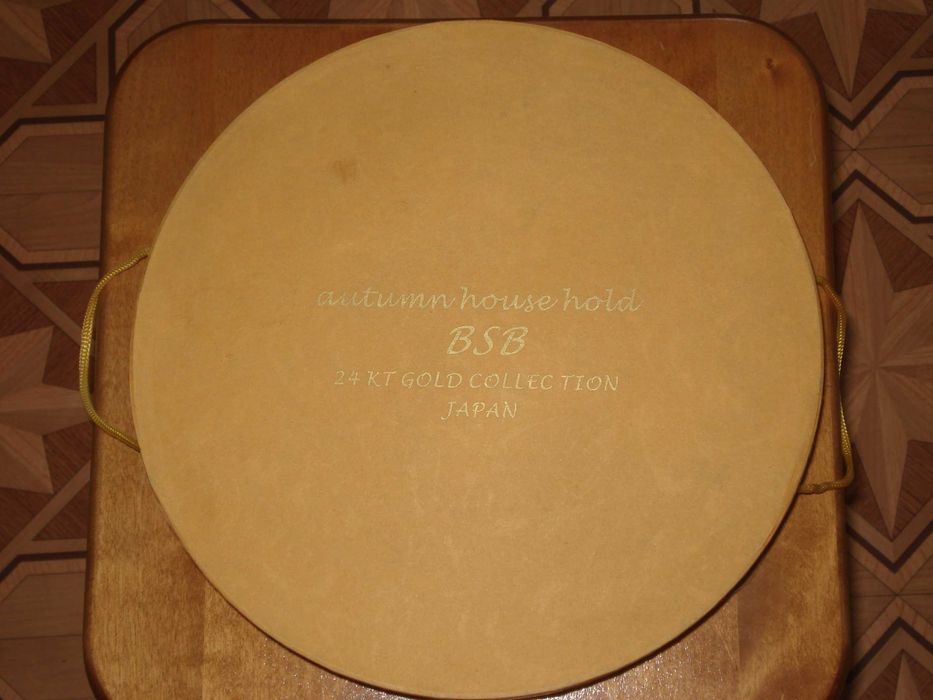 autumn house hold
BSB
24 KT GOLD COLLECTION
JAPAN